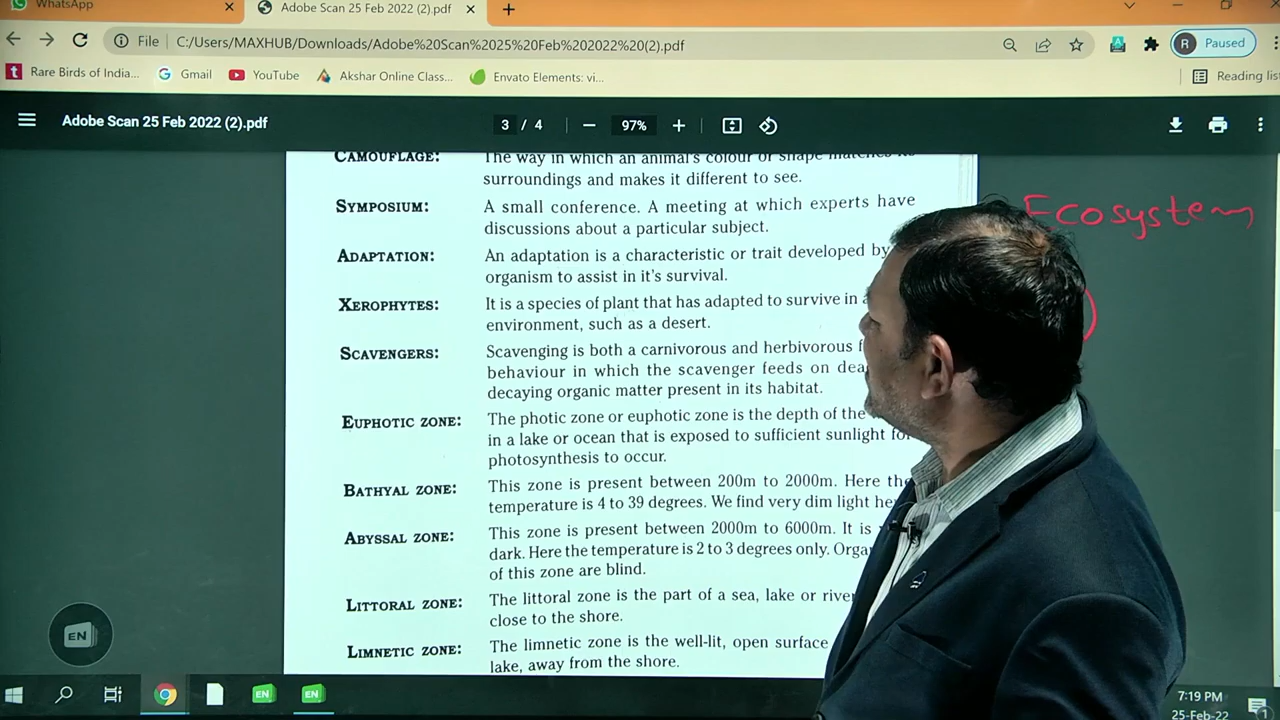 WhatsApp
Adobe Scan 25 Feb 2022 (2).pdf
File C:/Users/MAXHUB/Downloads/Adobe%20Scan%2025%20Feb%202022%20(2).pdf
R Paused
Rare Birds of India...
Gmail
YouTube
Akshar Online Class...
Envato Elements: vi...
Reading list
Adobe Scan 25 Feb 2022 (2).pdf
3 / 4
97%
CAMOUFLAGE: The way in which an animal's colour or shape matches its
surroundings and makes it different to see.
SYMPOSIUM: A small conference. A meeting at which experts have
discussions about a particular subject.
ADAPTATION: An adaptation is a characteristic or trait developed by
organism to assist in it's survival.
XEROPHYTES: It is a species of plant that has adapted to survive in
environment, such as a desert.
SCAVENGERS: Scavenging is both a carnivorous and herbivorous
behaviour in which the scavenger feeds on
decaying organic matter present in its habitat.
EUPHOTIC ZONE: The photic zone or euphotic zone is the depth of the
in a lake or ocean that is exposed to sufficient sunlight for
photosynthesis to occur.
BATHYAL ZONE: This zone is present between 200m to 2000m. Here the
temperature is 4 to 39 degrees. We find very dim light
ABYSSAL ZONE: This zone is present between 2000m to 6000m. It is
dark. Here the temperature is 2 to 3 degrees only.
of this zone are blind.
LITTORAL ZONE: The littoral zone is the part of a sea, lake or river
close to the shore.
LIMNETIC ZONE: The limnetic zone is the well-lit, open surface
lake, away from the shore.
Ecosystem
EN
EN
EN
7:19 PM
25-Feb-22
1